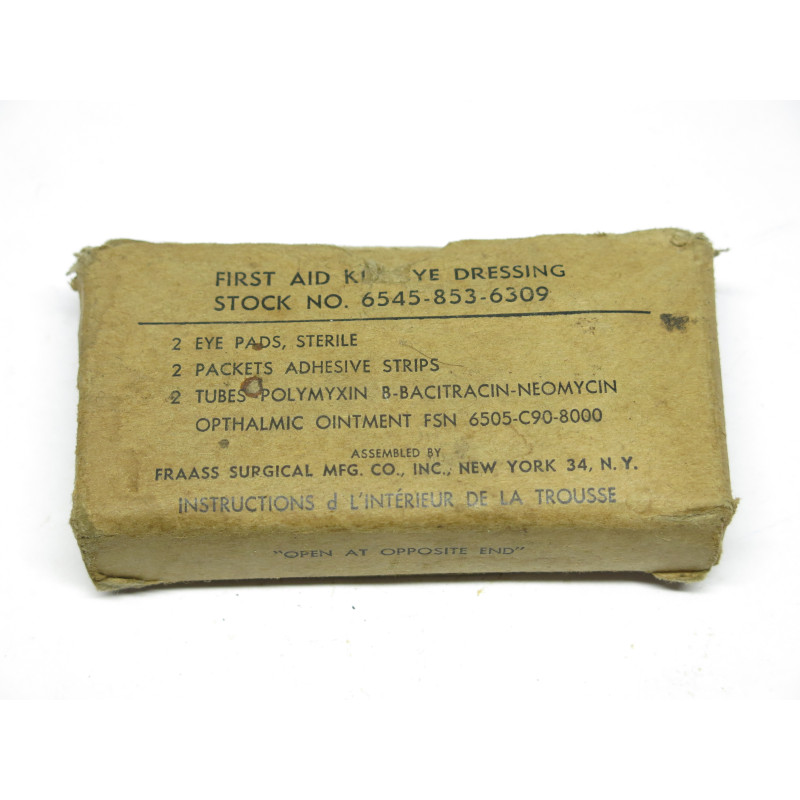 FIRST AID KI YE DRESSING
STOCK NO. 6545-853-6309
2 EYE PADS, STERILE
2 PACKETS ADHESIVE STRIPS
2 TUBES POLYMYXIN B-BACITRACIN-NEOMYCIN
OPTHALMIC OINTMENT FSN 6505-C90-8000
ASSEMBLED BY
FRAASS SURGICAL MFG. CO., INC., NEW YORK 34, N.Y.
INSTRUCTIONS d L'INTÉRIEUR DE LA TROUSSE
"OPEN AT OPPOSITE END"